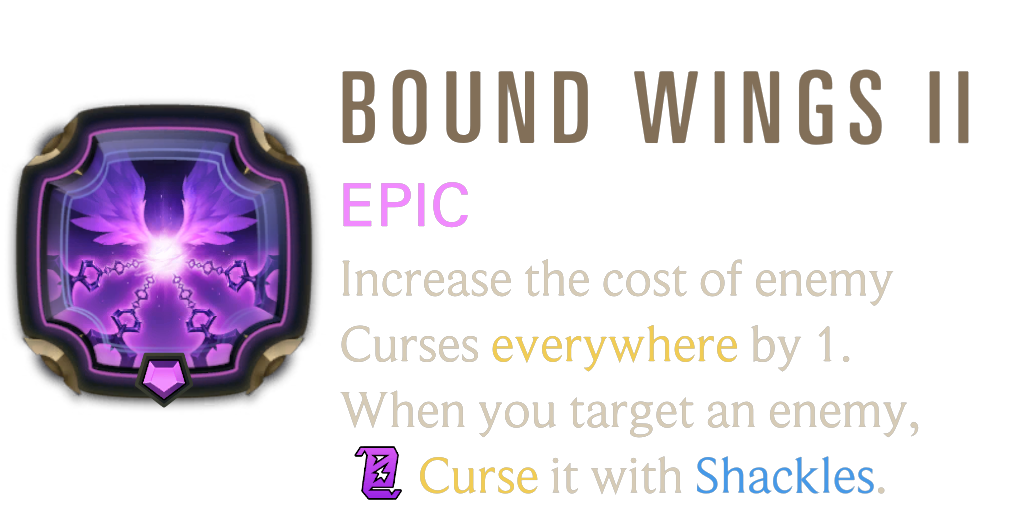 BOUND WINGS II
EPIC
Increase the cost of enemy
Curses everywhere by 1.
When you target an enemy,
Curse it with Shackles.